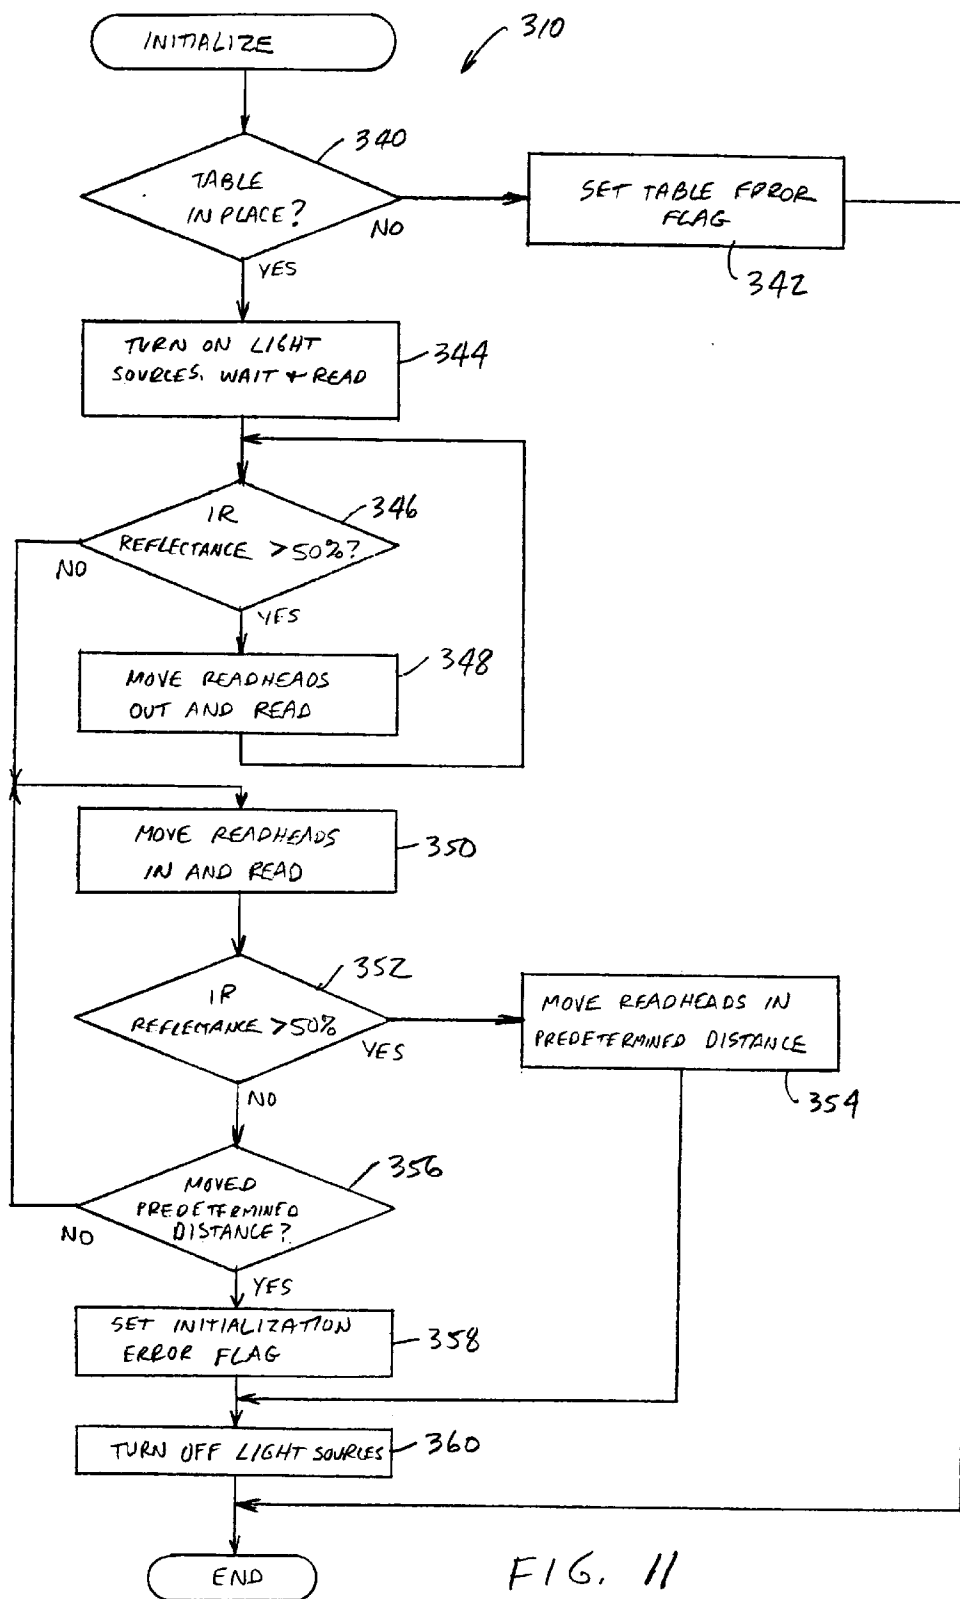 INITIALIZE
310
340
TABLE
IN PLACE?
NO
YES
SET TABLE ERROR
FLAG
342
TURN ON LIGHT
SOURCES, WAIT + READ
344
IR
REFLECTANCE > 50%?
346
NO
YES
MOVE READHEADS
OUT AND READ
348
MOVE READHEADS
IN AND READ
350
IR
REFLECTANCE > 50%
352
YES
NO
MOVE READHEADS IN
PREDETERMINED DISTANCE
354
MOVED
PREDETERMINED
DISTANCE?
356
NO
YES
SET INITIALIZATION
ERROR FLAG
358
TURN OFF LIGHT SOURCES
360
END
FIG. 11